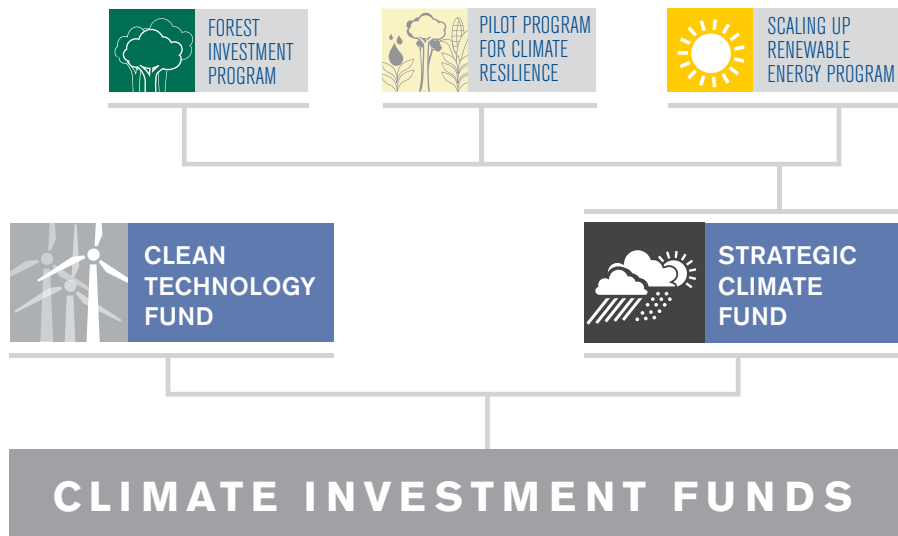 FOREST
INVESTMENT
PROGRAM
PILOT PROGRAM
FOR CLIMATE
RESILIENCE
SCALING UP
RENEWABLE
ENERGY PROGRAM
CLEAN
TECHNOLOGY
FUND
STRATEGIC
CLIMATE
FUND
CLIMATE INVESTMENT FUNDS